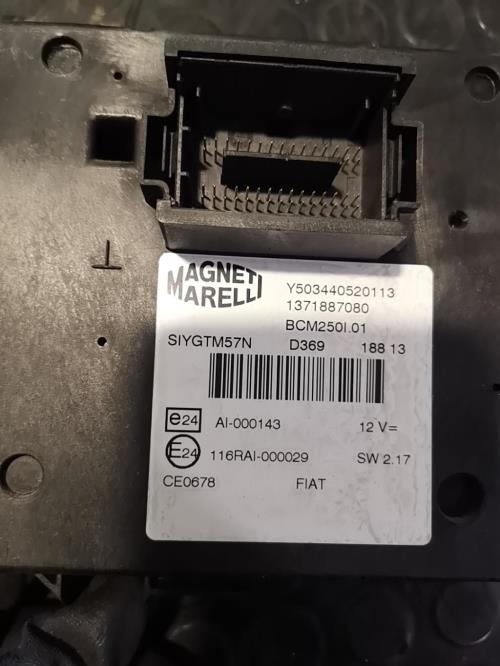 MAGNETI
MARELLI
Y503440520113
1371887080
BCM250I.01
SIYGTM57N D369 188 13
e24 AI-000143 12 V=
E24 116RAI-000029 SW 2.17
CE0678 FIAT